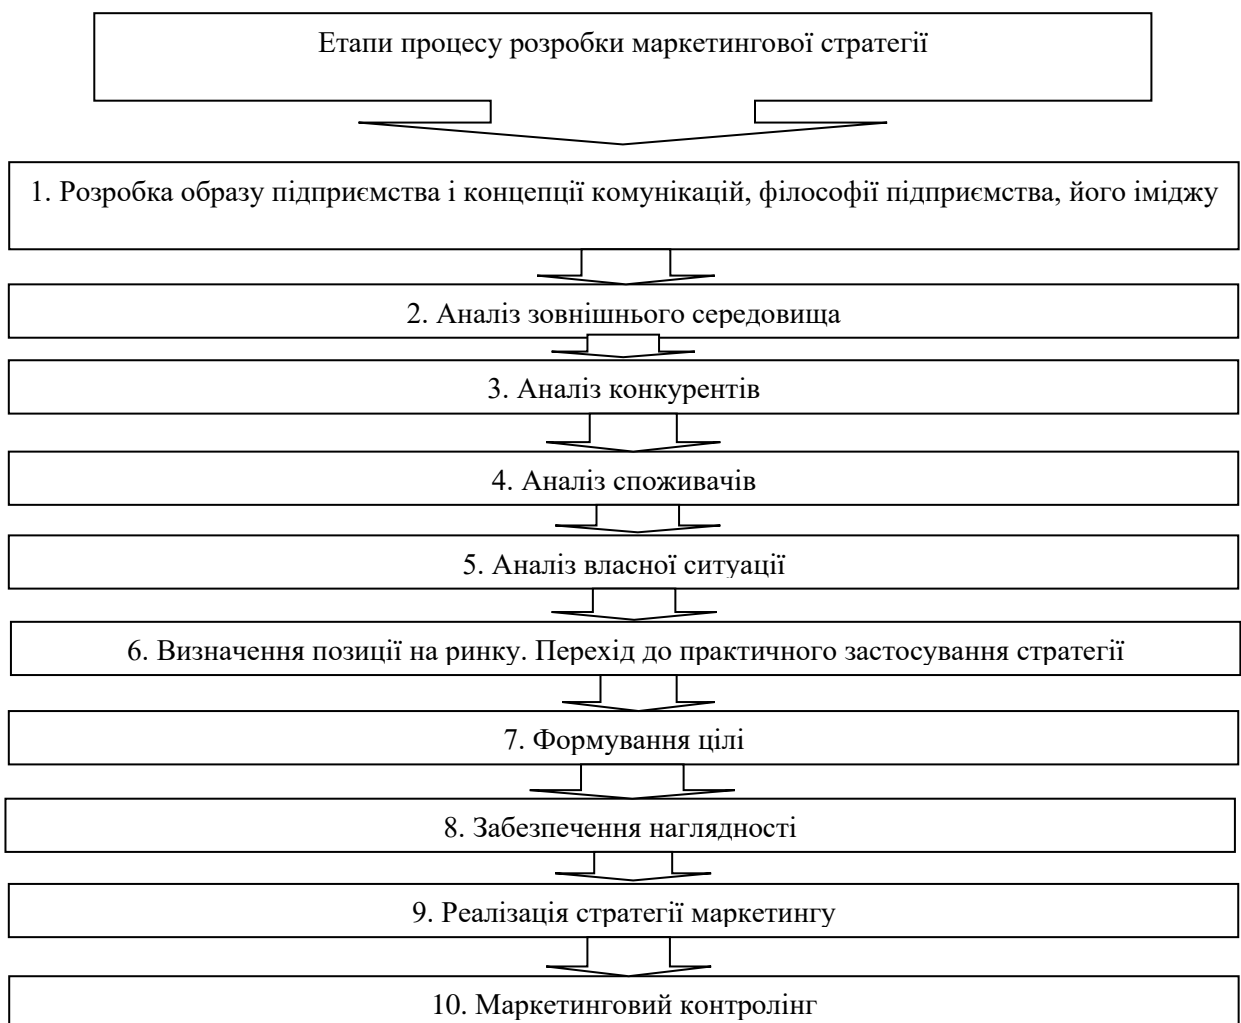 Етапи процесу розробки маркетингової стратегії
1. Розробка образу підприємства і концепції комунікацій, філософії підприємства, його іміджу
2. Аналіз зовнішнього середовища
3. Аналіз конкурентів
4. Аналіз споживачів
5. Аналіз власної ситуації
6. Визначення позиції на ринку. Перехід до практичного застосування стратегії
7. Формування цілі
8. Забезпечення наглядності
9. Реалізація стратегії маркетингу
10. Маркетинговий контролінг